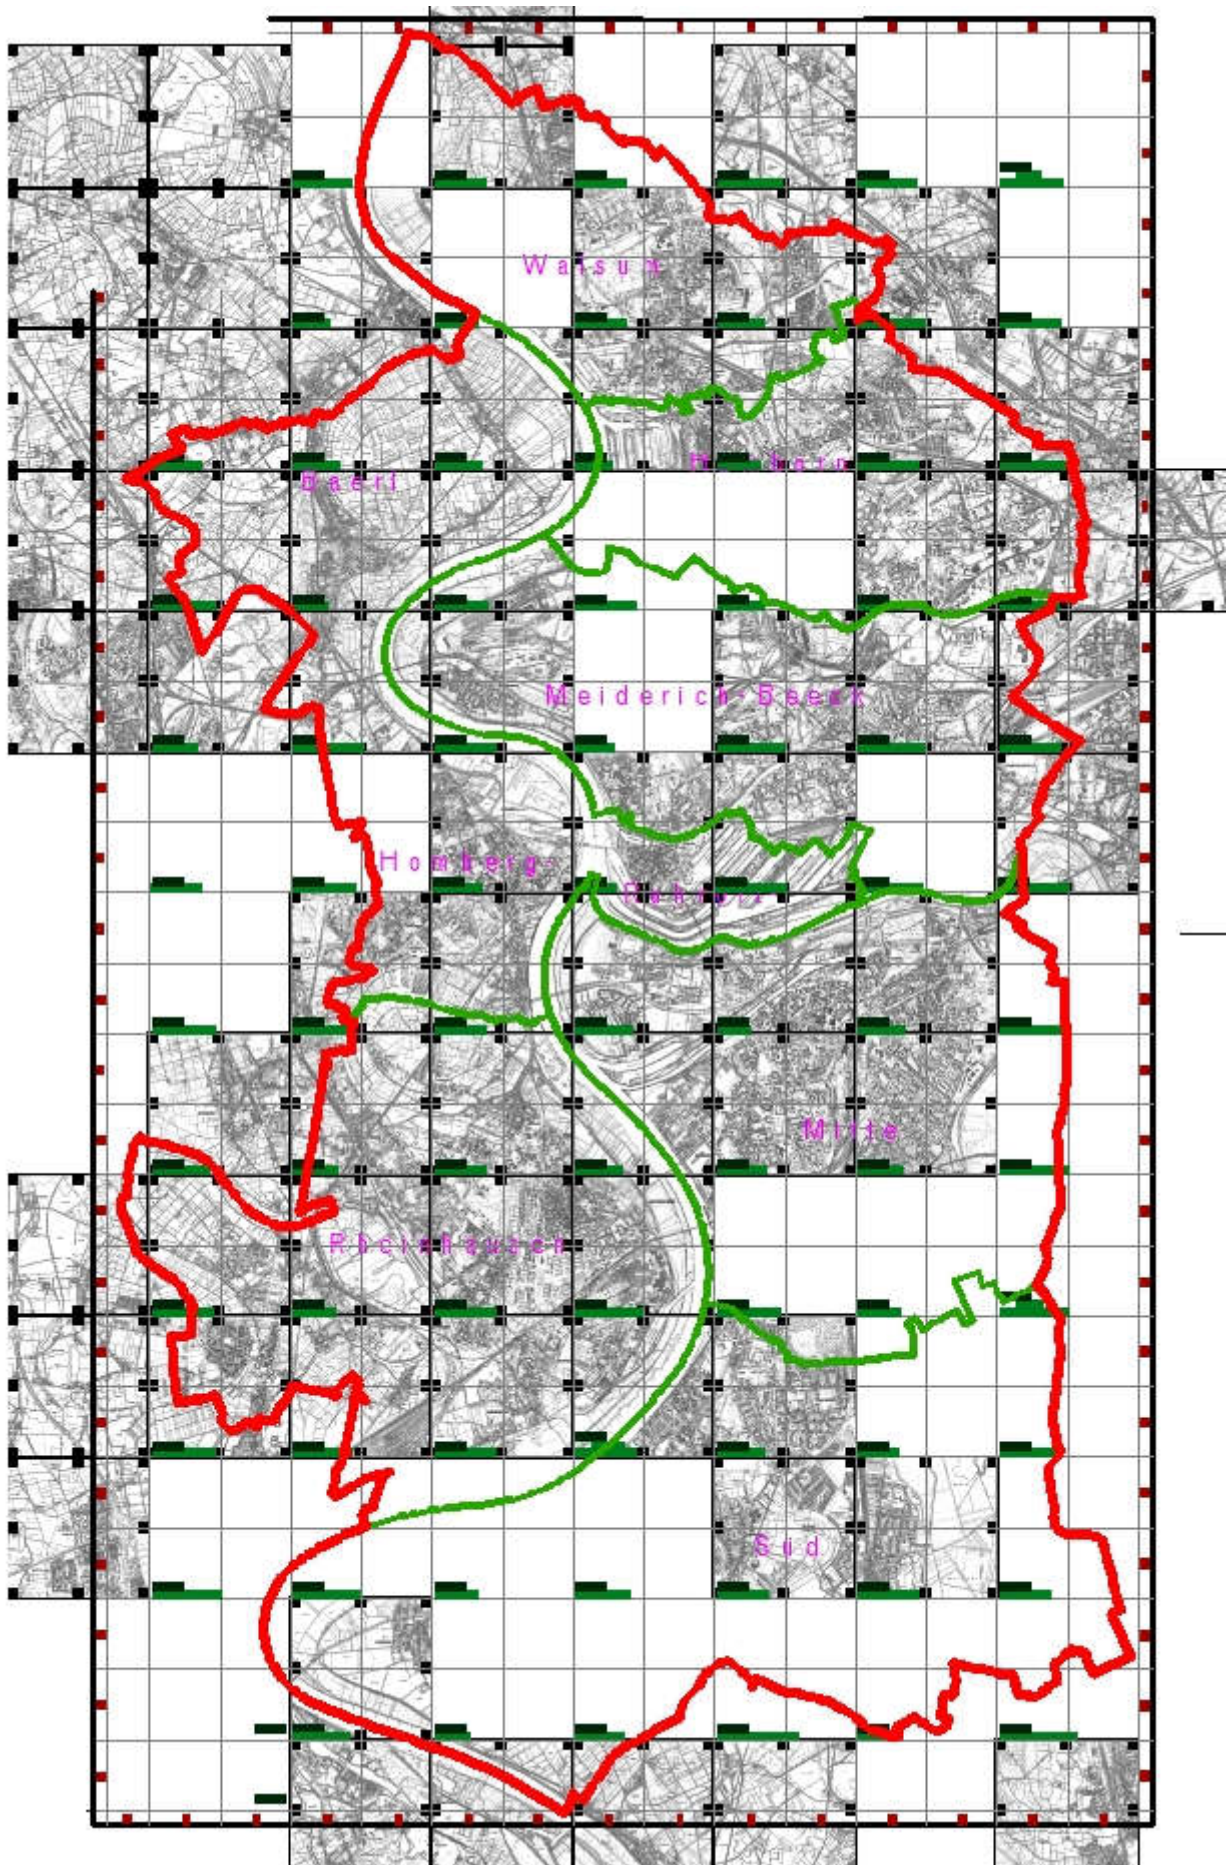 Walsum
Baerl
Meiderich-Beeck
Homberg-
Mitte
Rheinhausen
Süd